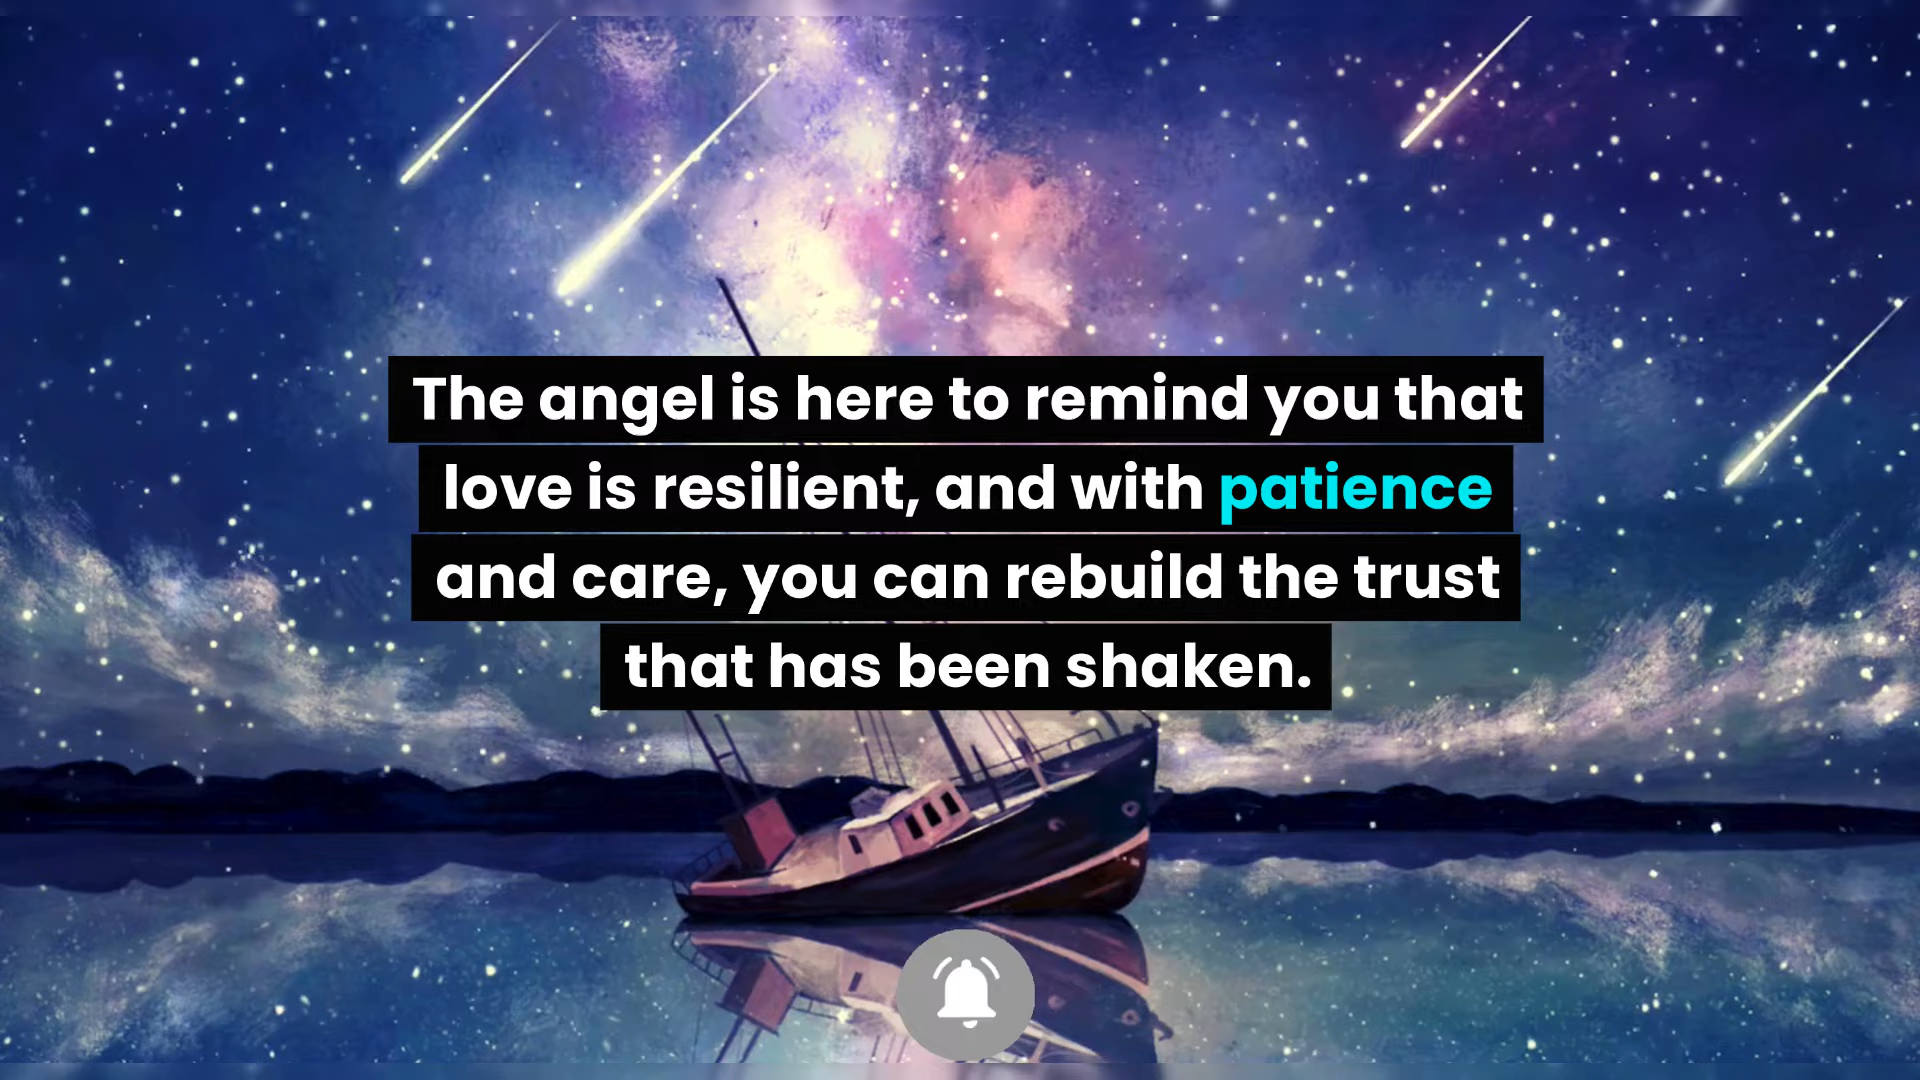 The angel is here to remind you that
love is resilient, and with patience
and care, you can rebuild the trust
that has been shaken.